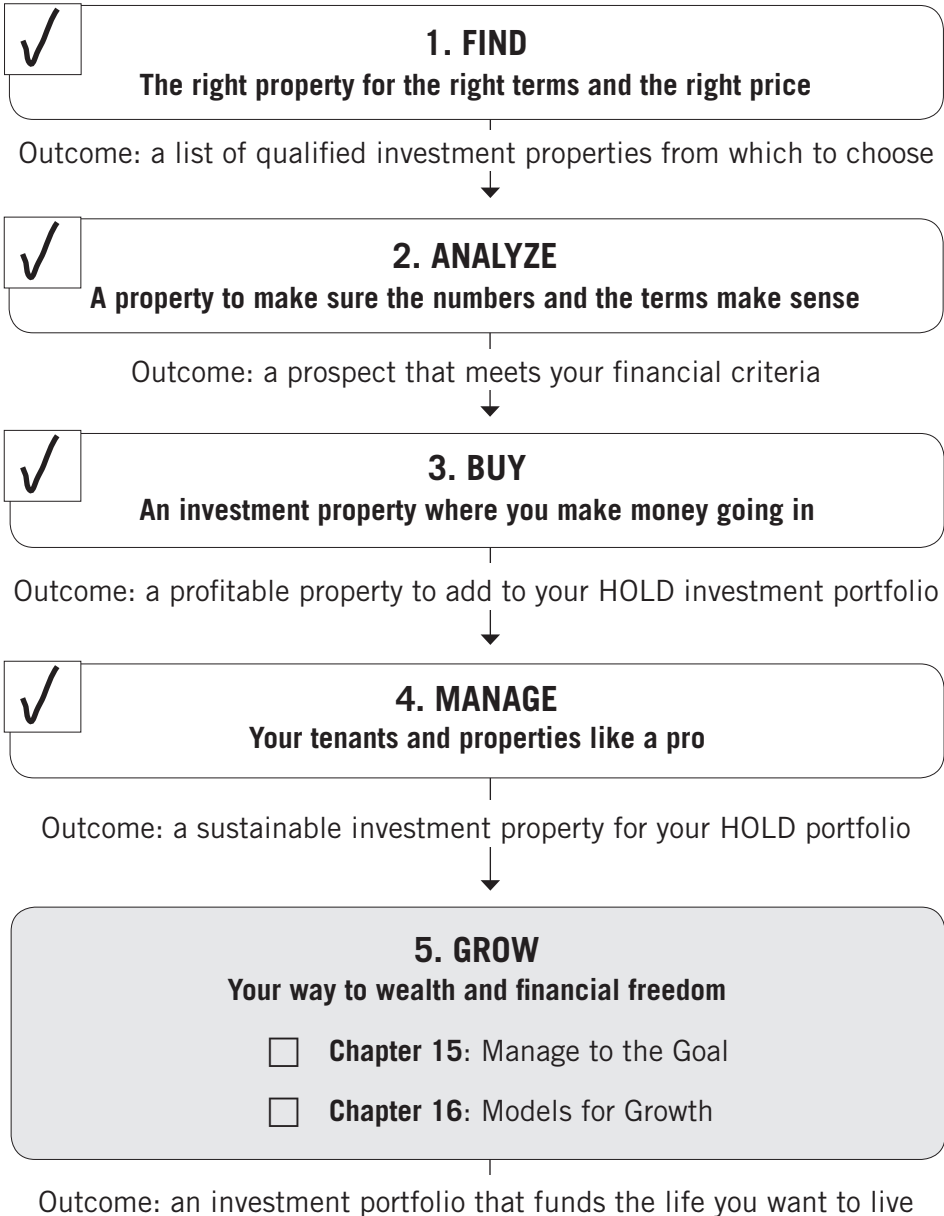 1. FIND
The right property for the right terms and the right price
Outcome: a list of qualified investment properties from which to choose
2. ANALYZE
A property to make sure the numbers and the terms make sense
Outcome: a prospect that meets your financial criteria
3. BUY
An investment property where you make money going in
Outcome: a profitable property to add to your HOLD investment portfolio
4. MANAGE
Your tenants and properties like a pro
Outcome: a sustainable investment property for your HOLD portfolio
5. GROW
Your way to wealth and financial freedom
Chapter 15: Manage to the Goal
Chapter 16: Models for Growth
Outcome: an investment portfolio that funds the life you want to live